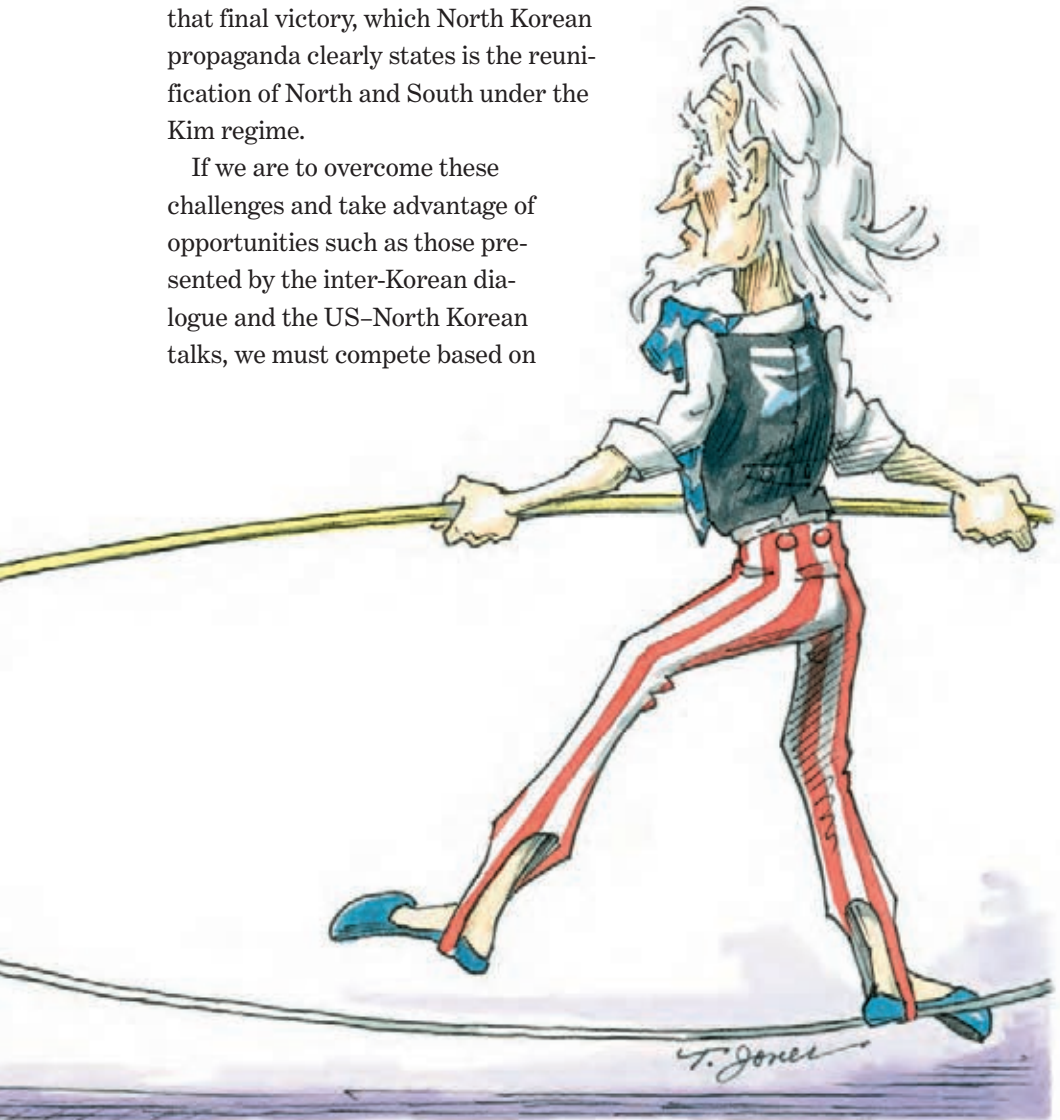 that final victory, which North Korean
propaganda clearly states is the reuni-
fication of North and South under the
Kim regime.
If we are to overcome these
challenges and take advantage of
opportunities such as those pre-
sented by the inter-Korean dia-
logue and the US–North Korean
talks, we must compete based on
T. Jones